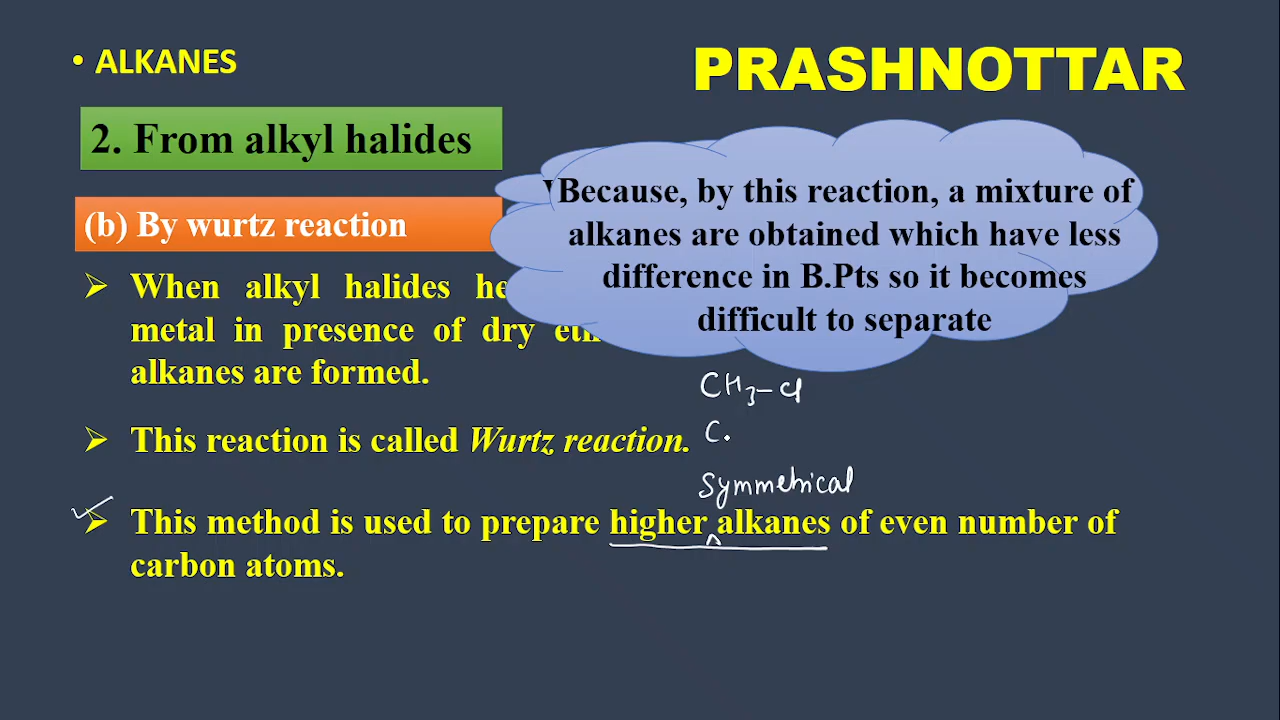 • ALKANES
PRASHNOTTAR
2. From alkyl halides
(b) By wurtz reaction
Because, by this reaction, a mixture of
alkanes are obtained which have less
difference in B.Pts so it becomes
difficult to separate
➢ When alkyl halides
metal in presence of dry
alkanes are formed.
CH3-Cl
C.
➢ This reaction is called Wurtz reaction.
Symmetrical
➢ This method is used to prepare higher alkanes of even number of
carbon atoms.